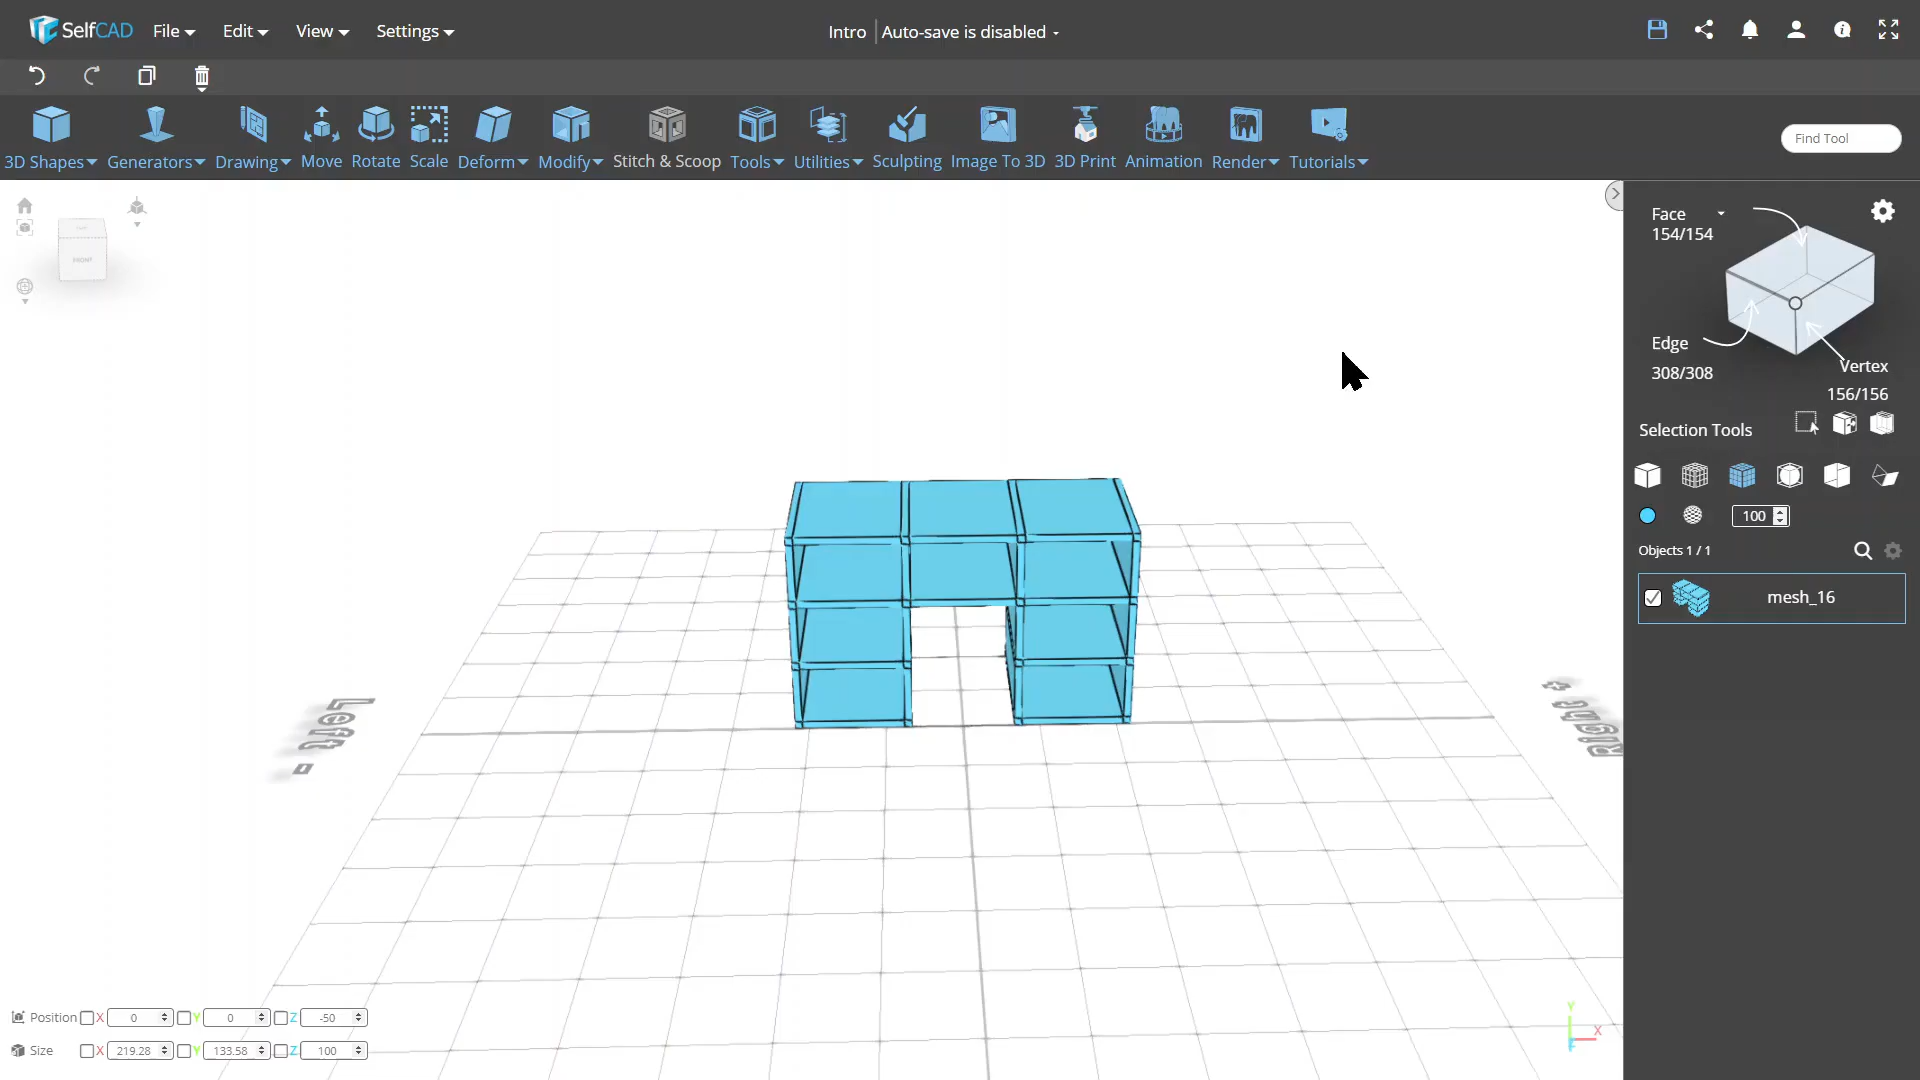 SelfCAD File Edit View Settings Intro Auto-save is disabled
3D Shapes Generators Drawing Move Rotate Scale Deform Modify Stitch & Scoop Tools Utilities Sculpting Image To 3D 3D Print Animation Render Tutorials Find Tool
FRONT
Face
154/154
Edge
308/308
Vertex
156/156
Selection Tools
100
Objects 1 / 1
mesh_16
Left -
Right +
Position X 0 Y 0 Z -50
Size X 219.28 Y 133.58 Z 100
Y
X
Z